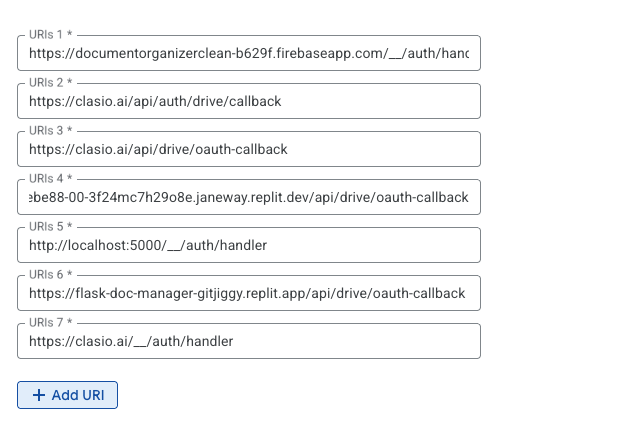 URIs 1 *
https://documentorganizerclean-b629f.firebaseapp.com/__/auth/hand
URIs 2 *
https://clasio.ai/api/auth/drive/callback
URIs 3 *
https://clasio.ai/api/drive/oauth-callback
URIs 4 *
ebe88-00-3f24mc7h29o8e.janeway.replit.dev/api/drive/oauth-callback
URIs 5 *
http://localhost:5000/__/auth/handler
URIs 6 *
https://flask-doc-manager-gitjiggy.replit.app/api/drive/oauth-callback
URIs 7 *
https://clasio.ai/__/auth/handler
+ Add URI